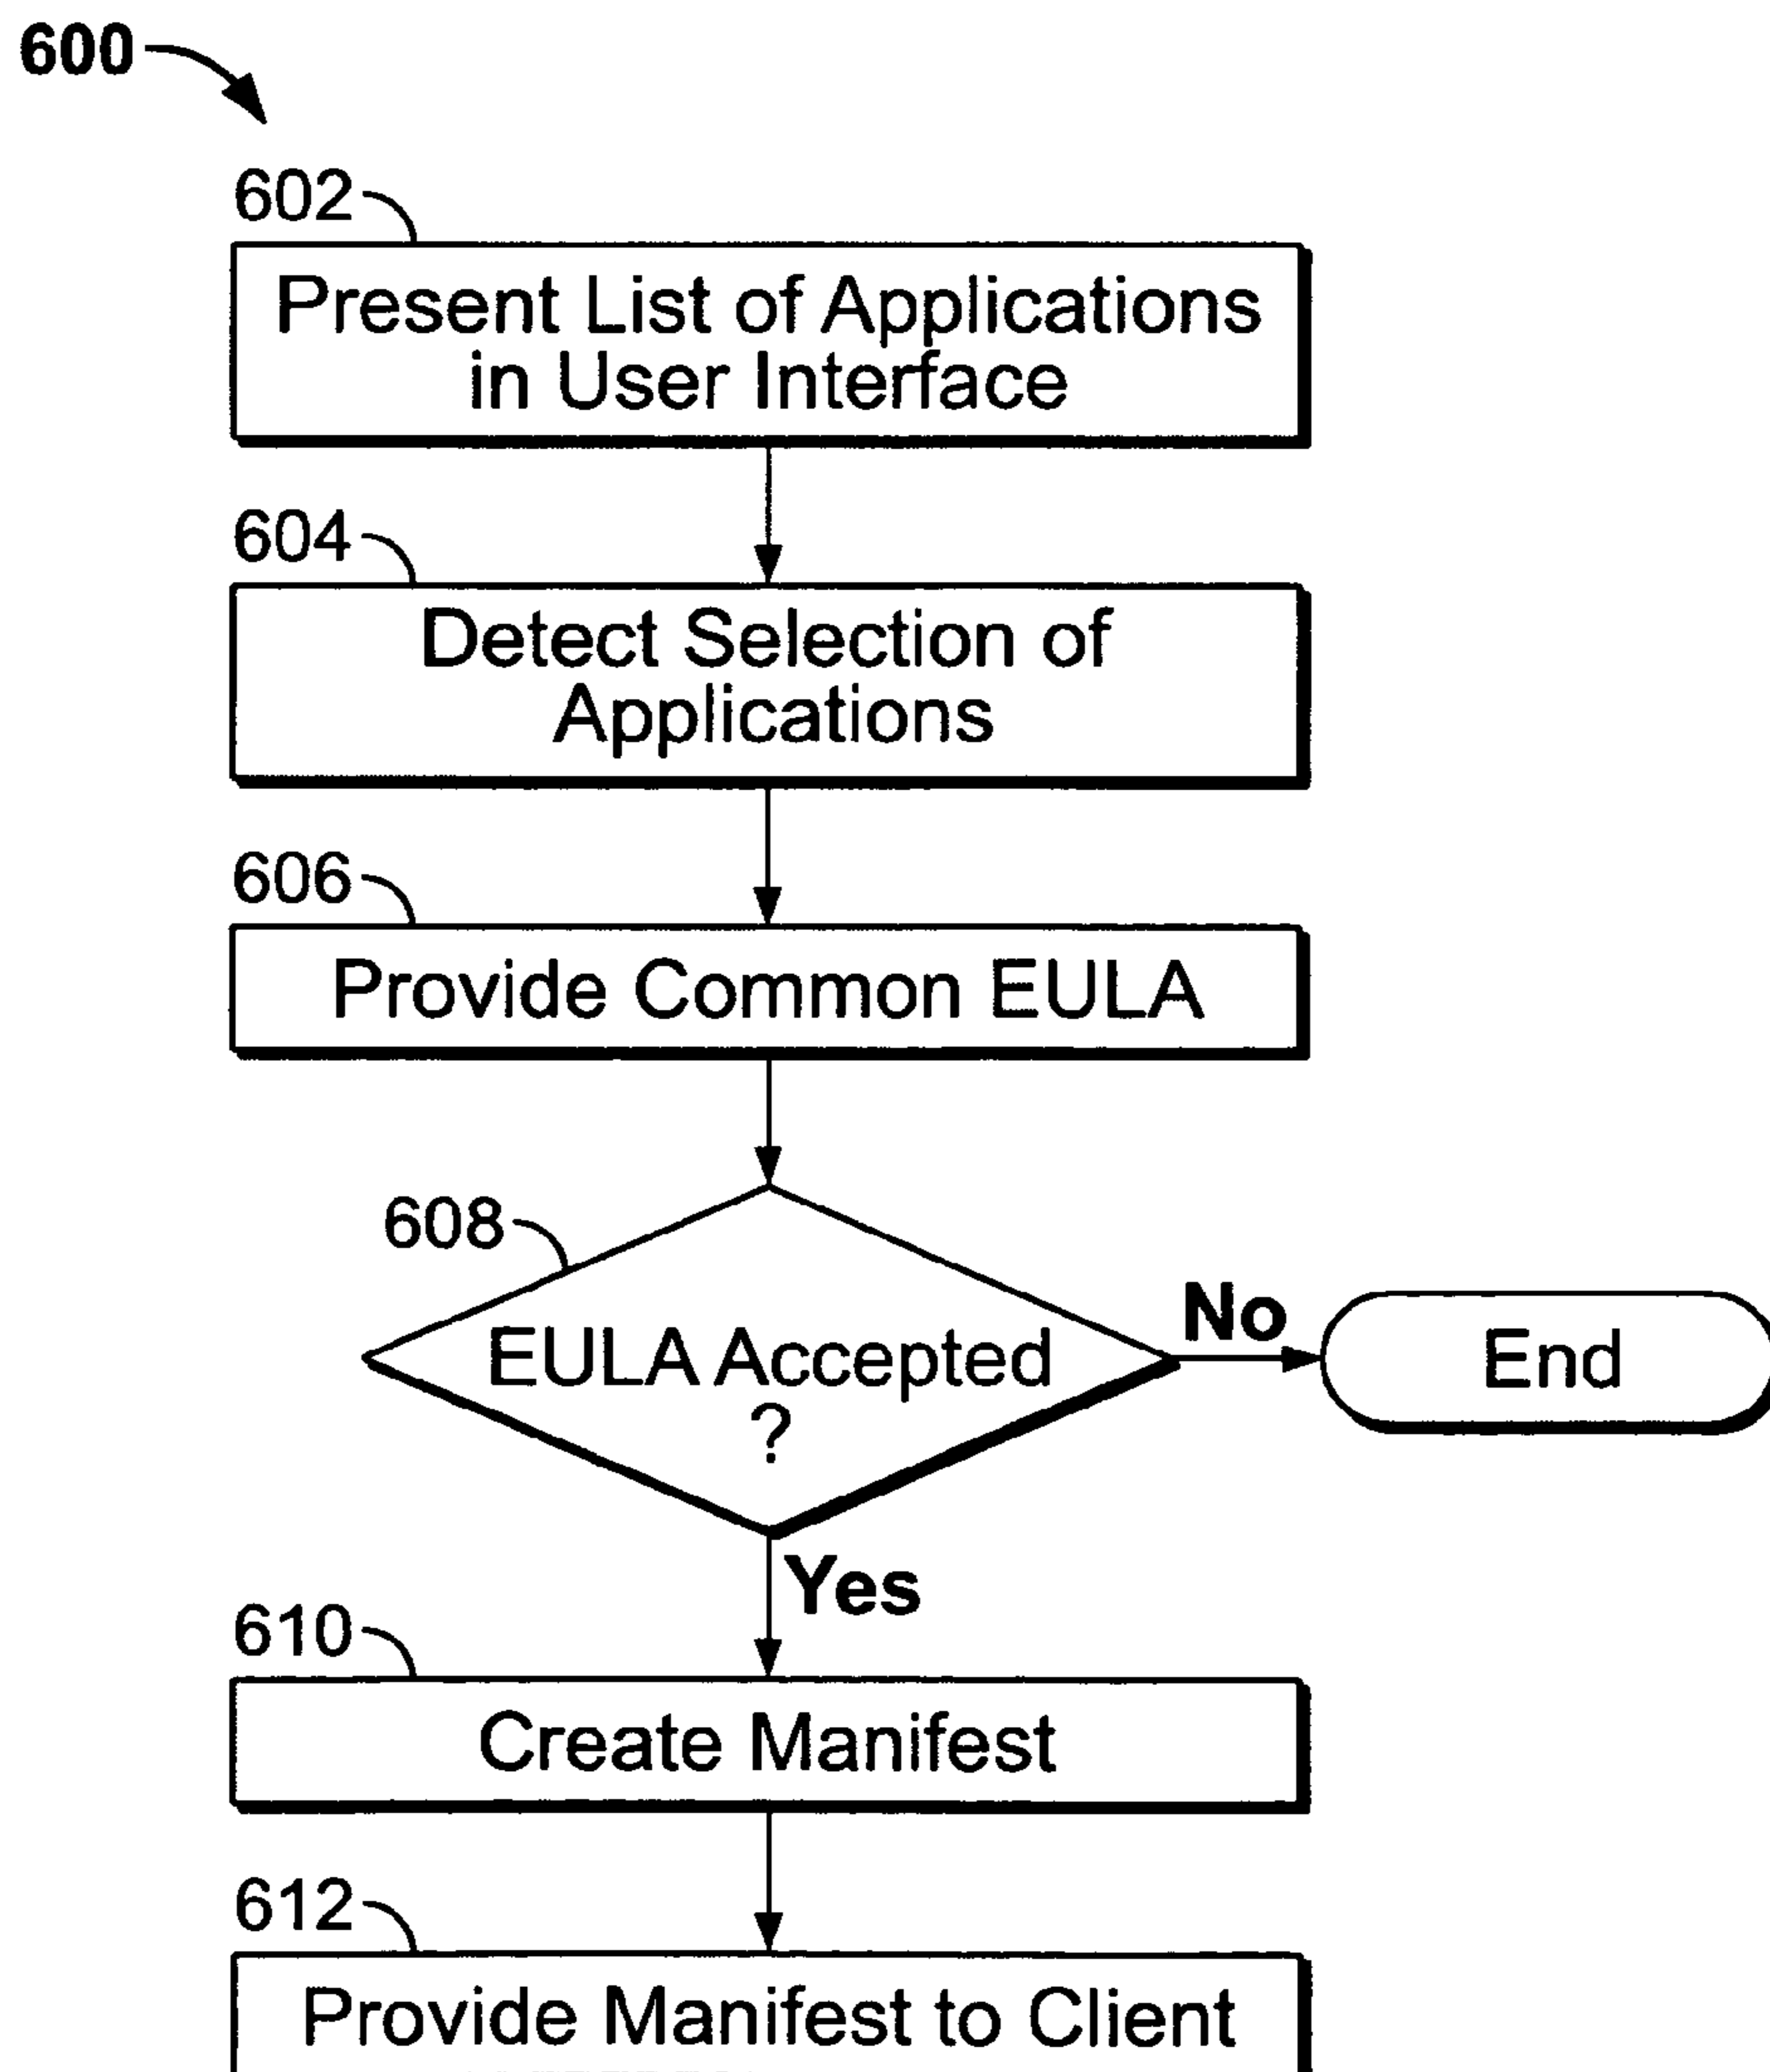 600
602
Present List of Applications
in User Interface
604
Detect Selection of
Applications
606
Provide Common EULA
608
EULA Accepted
?
No
End
Yes
610
Create Manifest
612
Provide Manifest to Client